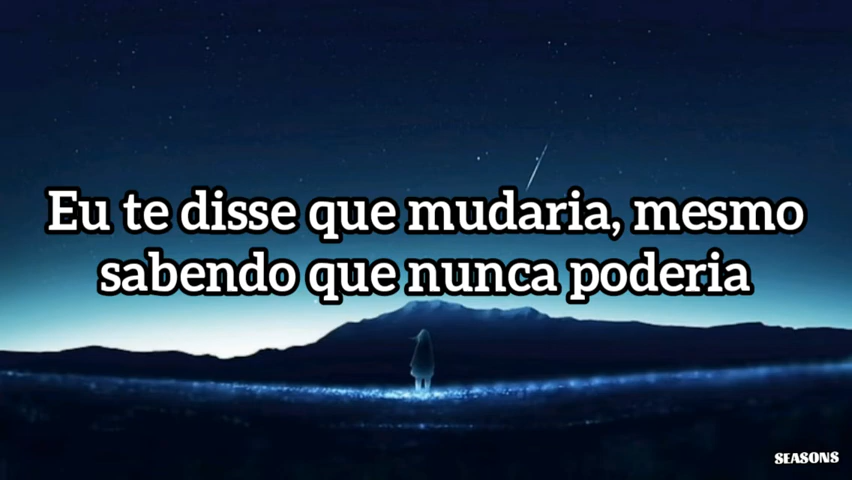 Eu te disse que mudaria, mesmo
sabendo que nunca poderia
SEASONS